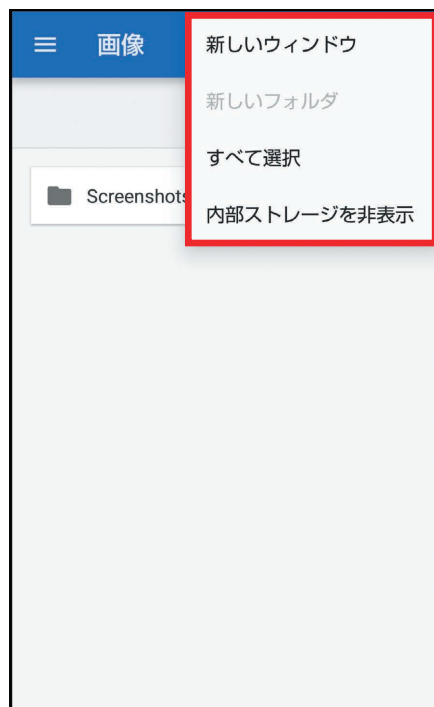 画像
新しいウィンドウ
新しいフォルダ
すべて選択
内部ストレージを非表示
Screenshots